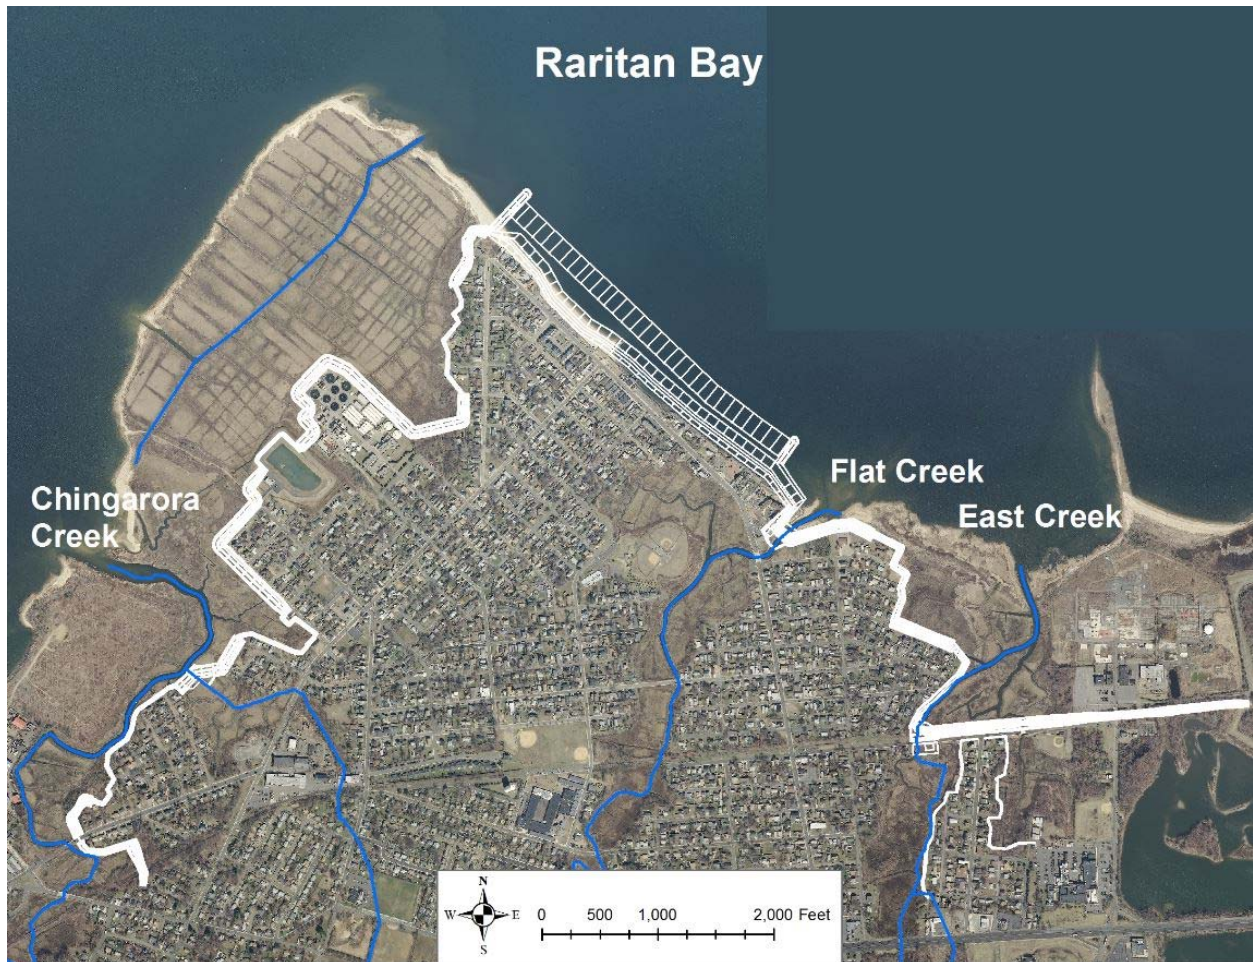 Raritan Bay
Flat Creek
East Creek
Chingarora
Creek
N
W E
S
0 500 1,000 2,000 Feet